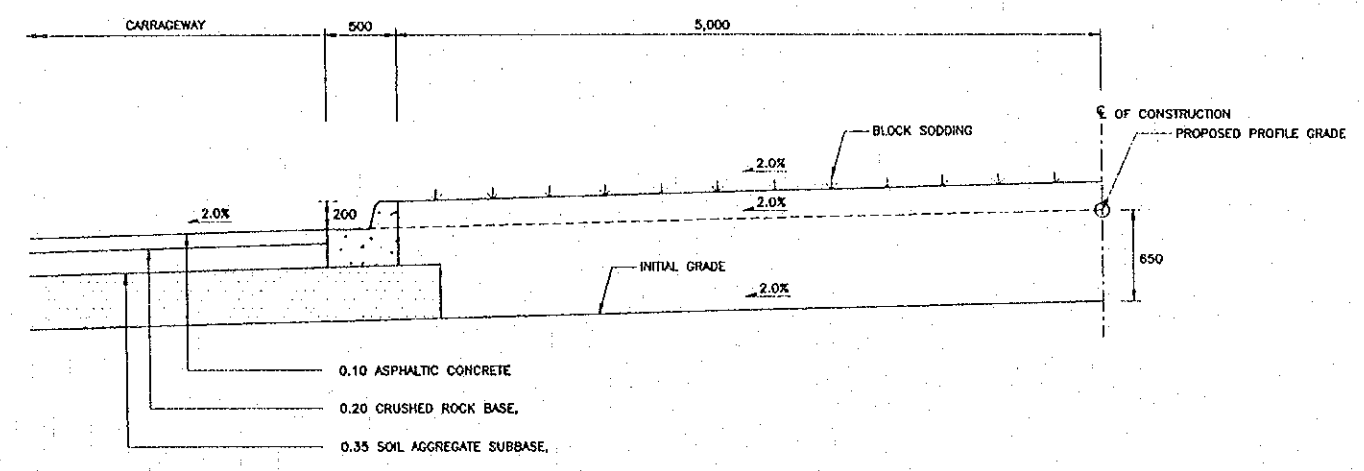 CARRAGEWAY
500
5,000
℄ OF CONSTRUCTION
PROPOSED PROFILE GRADE
BLOCK SODDING
2.0%
2.0%
2.0%
200
650
INITIAL GRADE
2.0%
0.10 ASPHALTIC CONCRETE
0.20 CRUSHED ROCK BASE,
0.35 SOIL AGGREGATE SUBBASE,